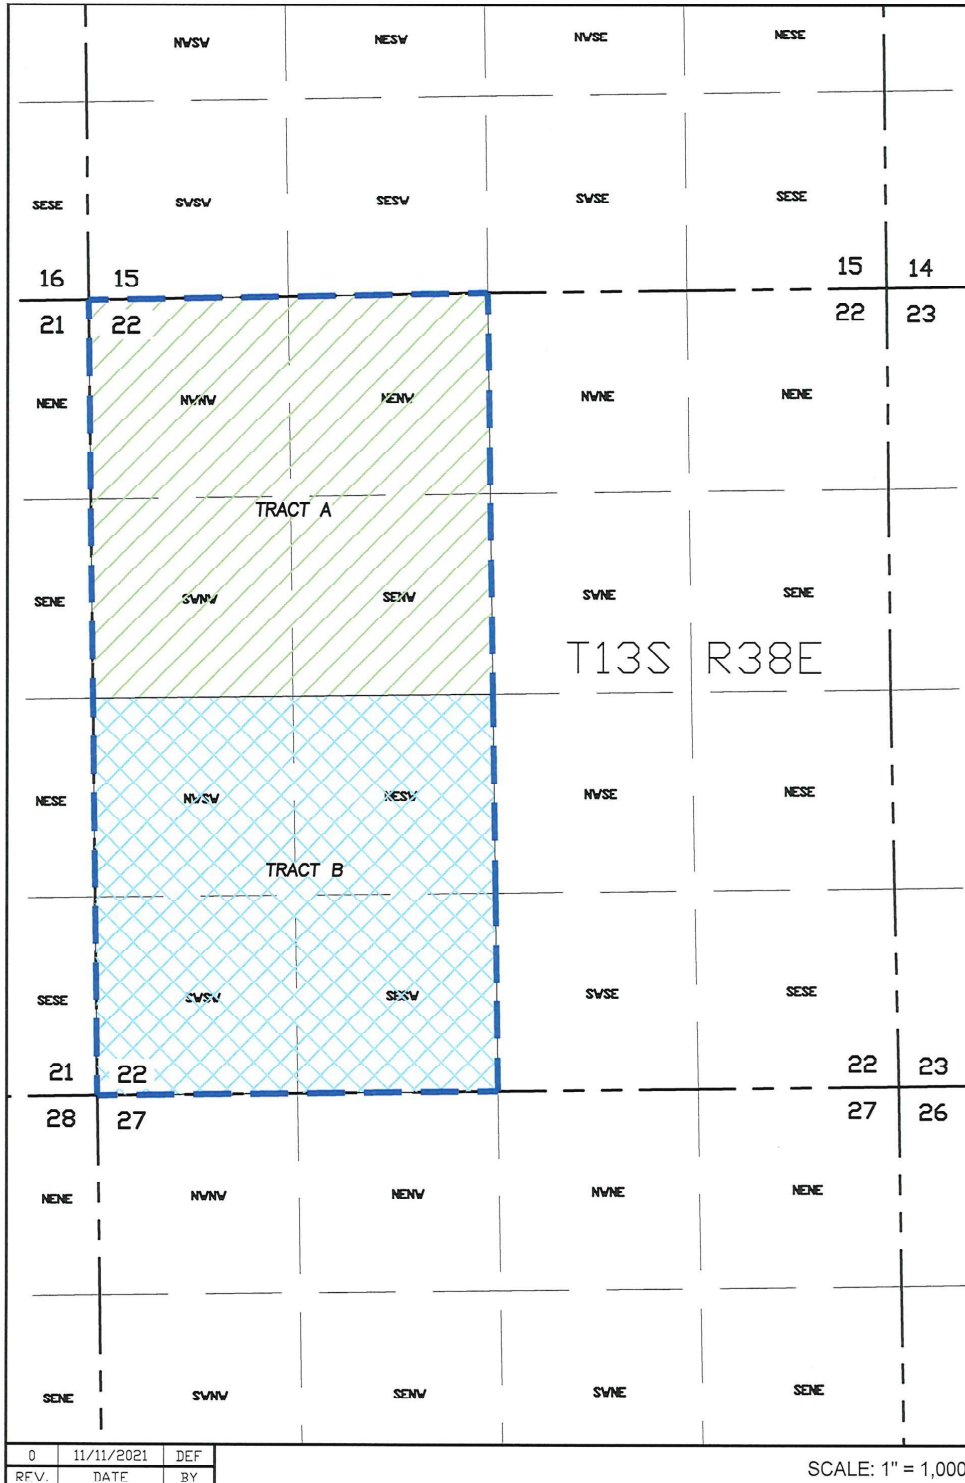 NWSW NESW NWSE NESE
SESE SWSW SESW SWSE SESE
16 15 15 14
21 22 22 23
NENE NWNW NENW NWNE NENE
TRACT A
SENE SWNW SENW SWNE SENE
T13S R38E
NESE NWSW NESW NWSE NESE
TRACT B
SESE SWSW SESW SWSE SESE
21 22 22 23
28 27 27 26
NENE NWNW NENW NWNE NENE
SENE SWNW SENW SWNE SENE
0 11/11/2021 DEF
REV. DATE BY
SCALE: 1" = 1,000